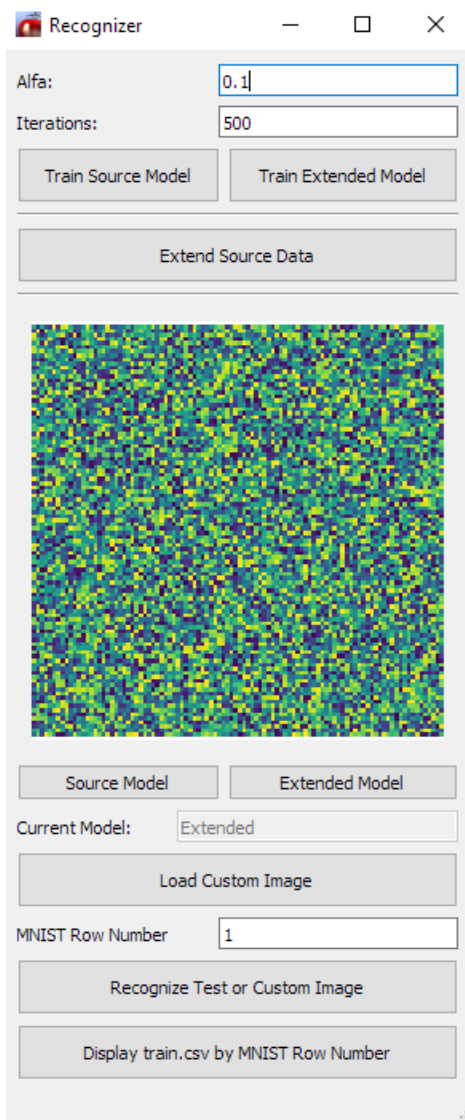 Recognizer
Alfa: 0.1
Iterations: 500
Train Source Model Train Extended Model
Extend Source Data
Source Model Extended Model
Current Model: Extended
Load Custom Image
MNIST Row Number 1
Recognize Test or Custom Image
Display train.csv by MNIST Row Number